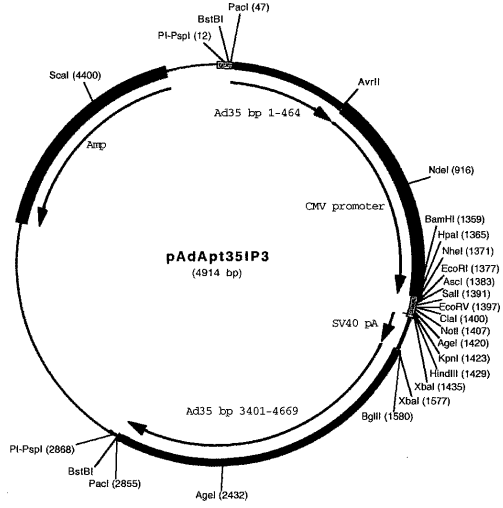 PacI (47)
BstBI
PI-PspI (12)
ScaI (4400)
AvrII
Ad35 bp 1-464
Amp
NdeI (916)
CMV promoter
BamHI (1359)
HpaI (1365)
NheI (1371)
EcoRI (1377)
AscI (1383)
SalI (1391)
EcoRV (1397)
ClaI (1400)
NotI (1407)
AgeI (1420)
KpnI (1423)
HindIII (1429)
XbaI (1435)
XbaI (1577)
BglII (1580)
pAdApt35IP3
(4914 bp)
SV40 pA
Ad35 bp 3401-4669
PI-PspI (2868)
BstBI
PacI (2855)
AgeI (2432)